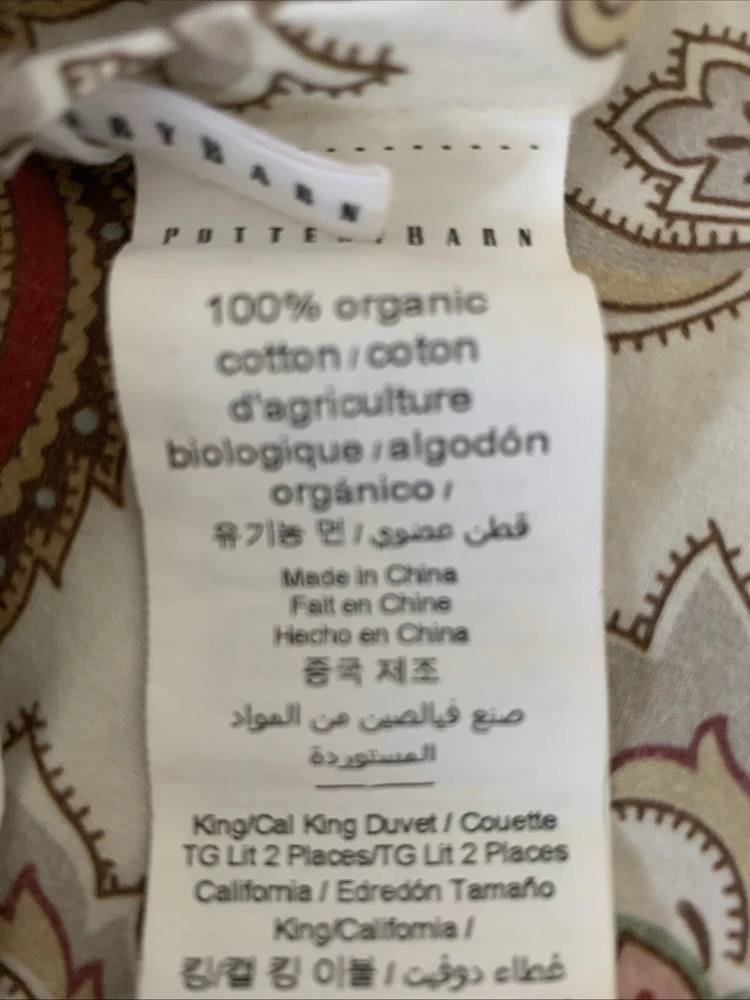 ERYBARN
POTTE BARN
100% organic
cotton / coton
d'agriculture
biologique / algodón
orgánico /
유기농 면 / قطن عضوي
Made in China
Fait en Chine
Hecho en China
중국 제조
صنع فيالصين من المواد
المستوردة
King/Cal King Duvet / Couette
TG Lit 2 Places/TG Lit 2 Places
California / Edredón Tamaño
King/California /
킹/캘 킹 이불 / غطاء دوفيت